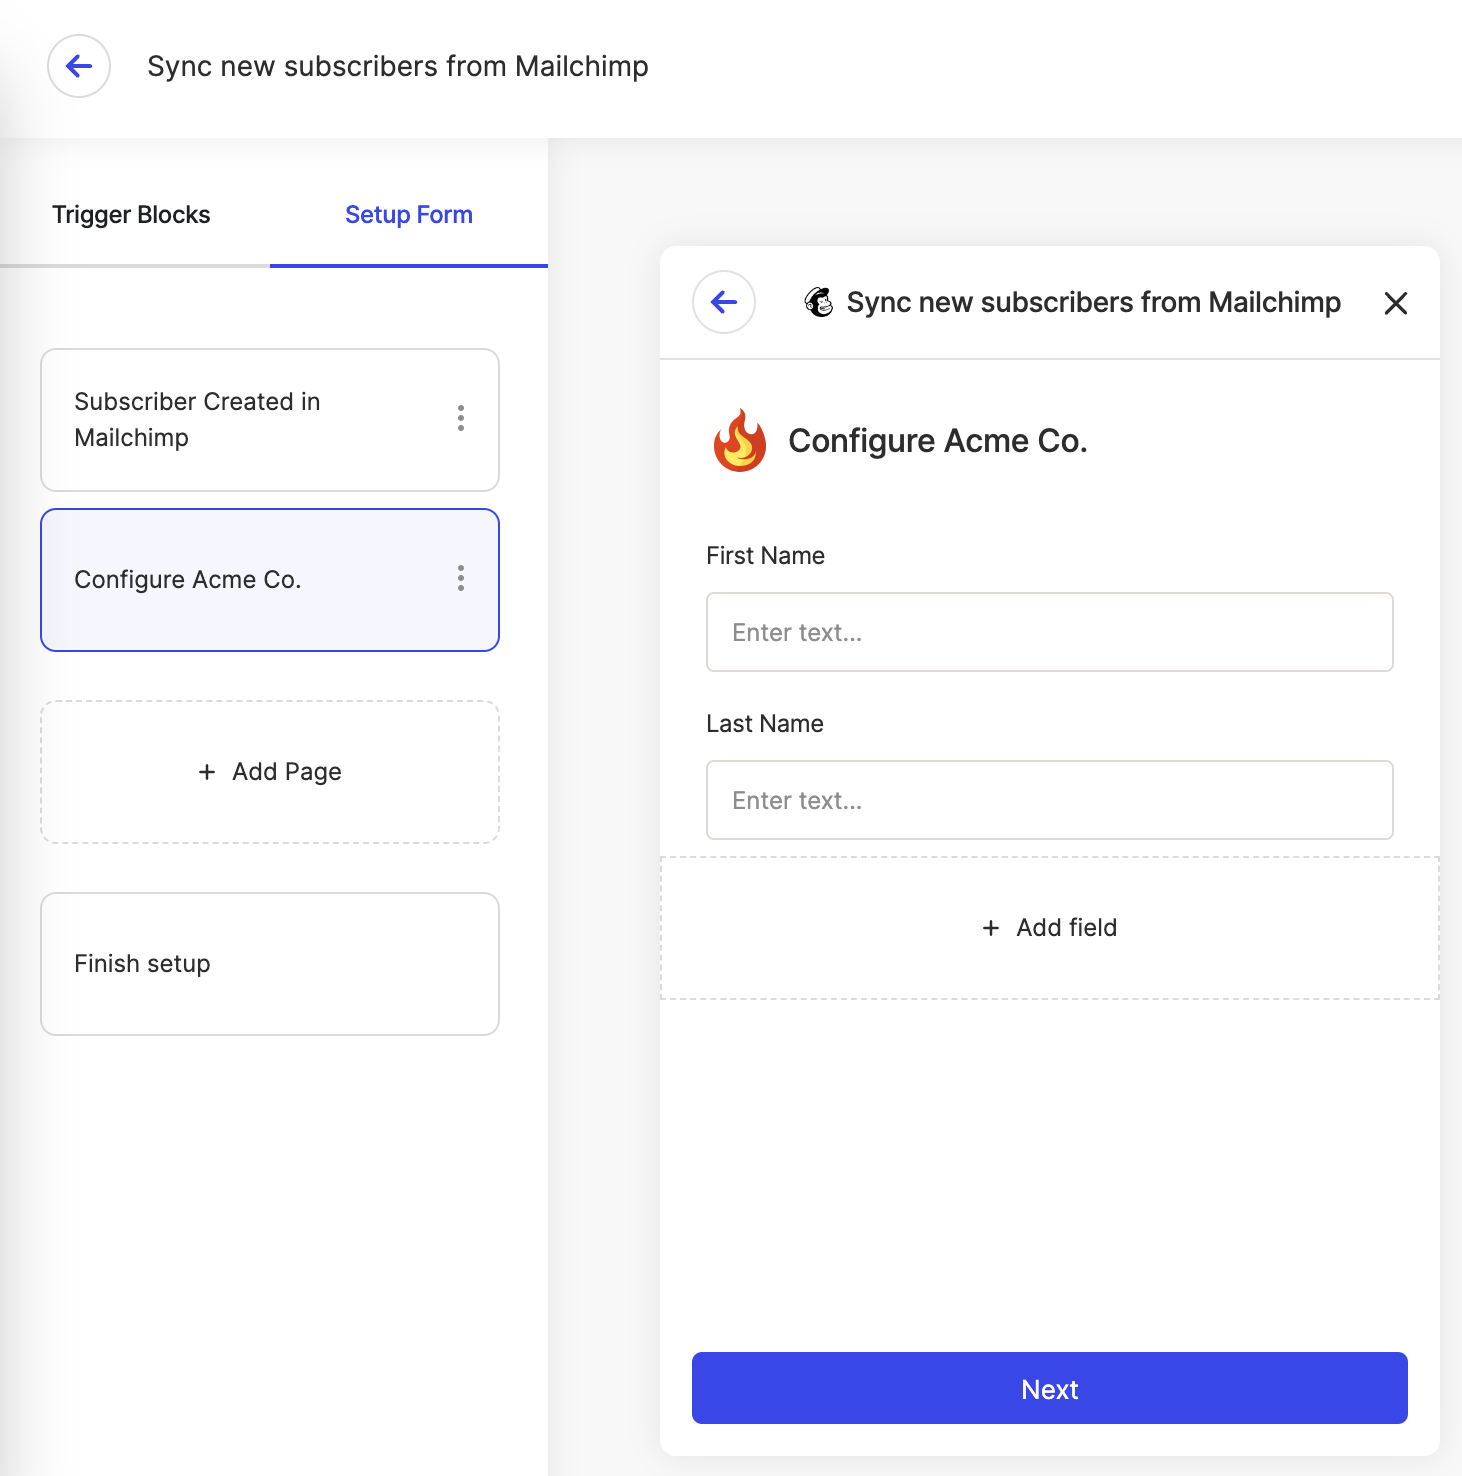 Sync new subscribers from Mailchimp
Trigger Blocks
Setup Form
Subscriber Created in
Mailchimp
Configure Acme Co.
+ Add Page
Finish setup
Sync new subscribers from Mailchimp
Configure Acme Co.
First Name
Enter text...
Last Name
Enter text...
+ Add field
Next